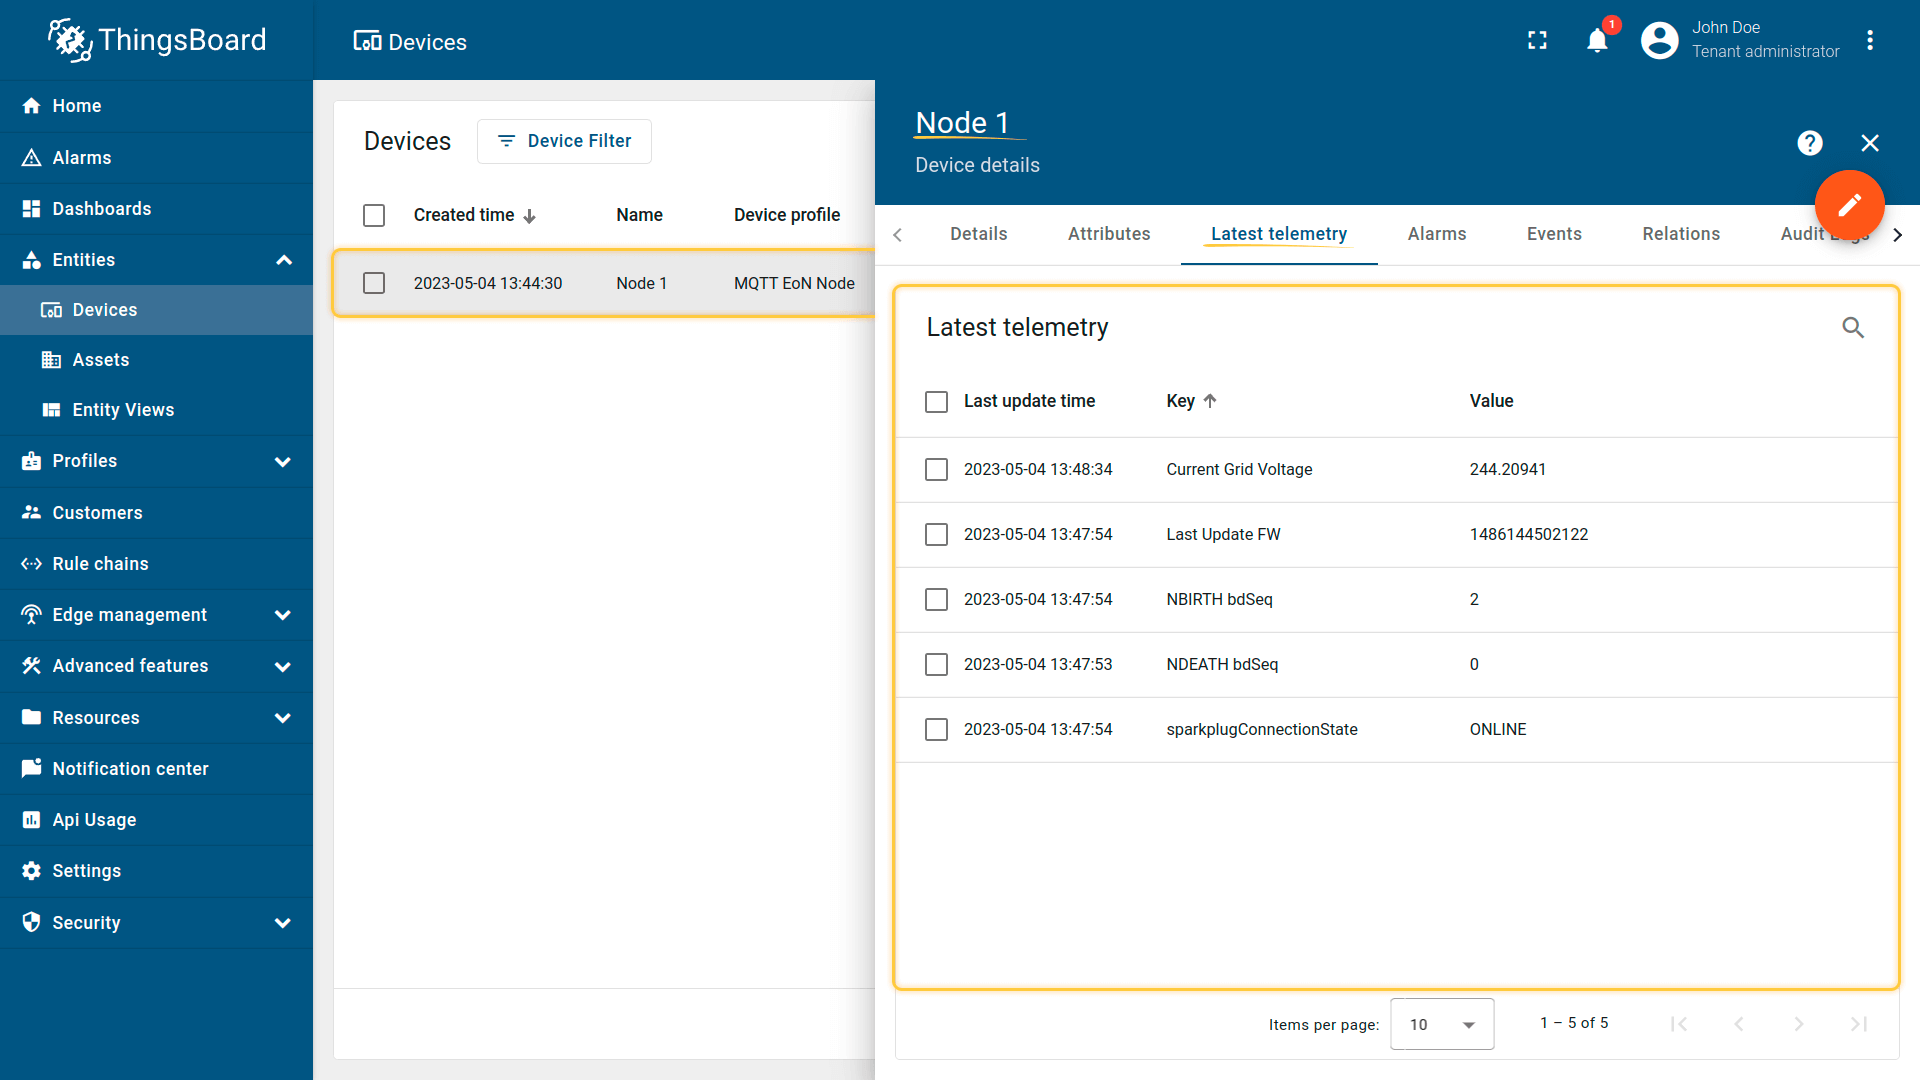 ThingsBoard
Devices
1
John Doe
Tenant administrator
Home
Alarms
Dashboards
Entities
Devices
Assets
Entity Views
Profiles
Customers
Rule chains
Edge management
Advanced features
Resources
Notification center
Api Usage
Settings
Security
Devices
Device Filter
Created time Name Device profile
2023-05-04 13:44:30 Node 1 MQTT EoN Node
Node 1
Device details
?
Details Attributes Latest telemetry Alarms Events Relations Audit
Latest telemetry
Last update time Key Value
2023-05-04 13:48:34 Current Grid Voltage 244.20941
2023-05-04 13:47:54 Last Update FW 1486144502122
2023-05-04 13:47:54 NBIRTH bdSeq 2
2023-05-04 13:47:53 NDEATH bdSeq 0
2023-05-04 13:47:54 sparkplugConnectionState ONLINE
Items per page: 10 1 – 5 of 5